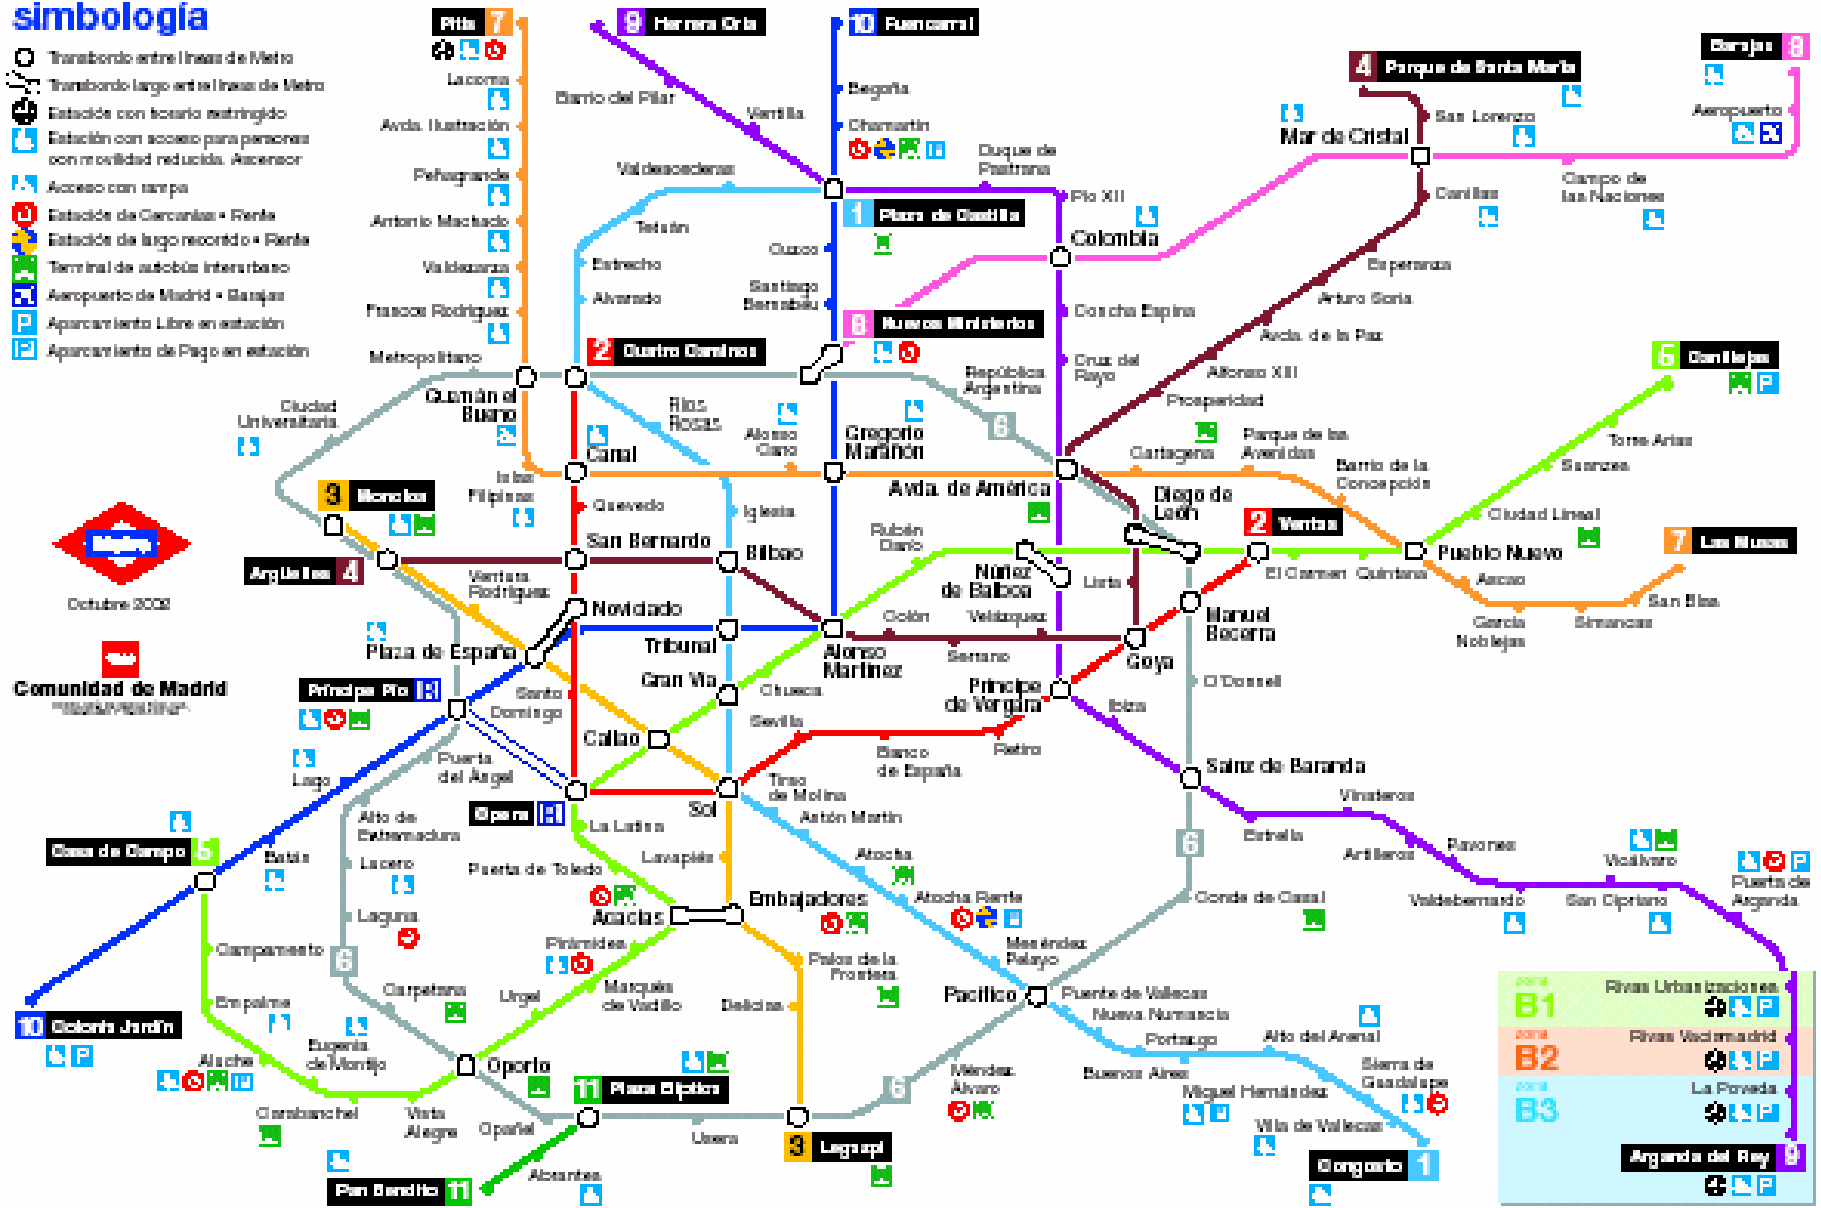 simbología
Transbordo entre líneas de Metro
Transbordo largo entre líneas de Metro
Estación con horario restringido
Estación con acceso para personas
con movilidad reducida. Ascensor
Acceso con rampa
Estación de Cercanías • Renfe
Estación de largo recorrido • Renfe
Terminal de autobús interurbano
Aeropuerto de Madrid • Barajas
P Aparcamiento Libre en estación
P Aparcamiento de Pago en estación
Metro
Octubre 2002
Comunidad de Madrid
Pitis 7
Lacoma
Avda. Ilustración
Peñagrande
Antonio Machado
Valdezarza
Francos Rodríguez
Metropolitano
Ciudad
Universitaria
Guzmán el
Bueno
9 Herrera Oria
Barrio del Pilar
Ventilla
10 Fuencarral
Begoña
Chamartín
Valdeacederas
Tetuán
Estrecho
Alvarado
1 Plaza de Castilla
Duque de
Pastrana
Pío XII
Colombia
Cuzco
Santiago
Bernabéu
8 Nuevos Ministerios
2 Cuatro Caminos
Concha Espina
Cruz del
Rayo
República
Argentina
6
4 Parque de Santa María
San Lorenzo
Mar de Cristal
Canillas
Barajas 8
Aeropuerto
Campo de
las Naciones
Esperanza
Arturo Soria
Avda. de la Paz
Alfonso XIII
Prosperidad
5 Canillejas
Torre Arias
Suanzes
Ciudad Lineal
Ríos
Rosas
Canal
Islas
Filipinas
Alonso
Cano
Gregorio
Marañón
Avda. de América
Cartagena
Parque de las
Avenidas
Barrio de la
Concepción
Diego de
León
2 Ventas
El Carmen
Quintana
Pueblo Nuevo
7 Las Musas
Ascao
García
Noblejas
Simancas
San Blas
3 Moncloa
Argüelles 4
Quevedo
San Bernardo
Iglesia
Bilbao
Rubén
Darío
Núñez
de Balboa
Lista
Manuel
Becerra
Ventura
Rodríguez
Noviciado
Plaza de España
Tribunal
Alonso
Martínez
Colón
Velázquez
Serrano
Goya
Príncipe Pío R
Santo
Domingo
Gran Vía
Chueca
Callao
Sevilla
Banco
de España
Retiro
Príncipe
de Vergara
Ibiza
O'Donnell
Sainz de Baranda
Lago
Puerta
del Ángel
Opera R
Sol
Tirso
de Molina
Antón Martín
Atocha
Atocha Renfe
Menéndez
Pelayo
Pacífico
Casa de Campo 5
Batán
Alto de
Extremadura
Lucero
Laguna
La Latina
Puerta de Toledo
Lavapiés
Acacias
Embajadores
Pirámides
Marqués
de Vadillo
Urgel
Palos de la
Frontera
Delicias
6
Conde de Casal
Estrella
Vinateros
Artilleros
Pavones
Valdebernardo
Vicálvaro
San Cipriano
Puerta de
Arganda
Campamento
Empalme
Aluche
Carabanchel
Eugenia
de Montijo
Vista
Alegre
6
Carpetana
Oporto
Opañel
11 Plaza Elíptica
Usera
3 Legazpi
6
Méndez
Álvaro
Abrantes
Pan Bendito 11
10 Colonia Jardín
Puente de Vallecas
Nueva Numancia
Portazgo
Buenos Aires
Alto del Arenal
Miguel Hernández
Sierra de
Guadalupe
Villa de Vallecas
Congosto 1
zona
B1
Rivas Urbanizaciones
zona
B2
Rivas Vaciamadrid
zona
B3
La Poveda
Arganda del Rey 9